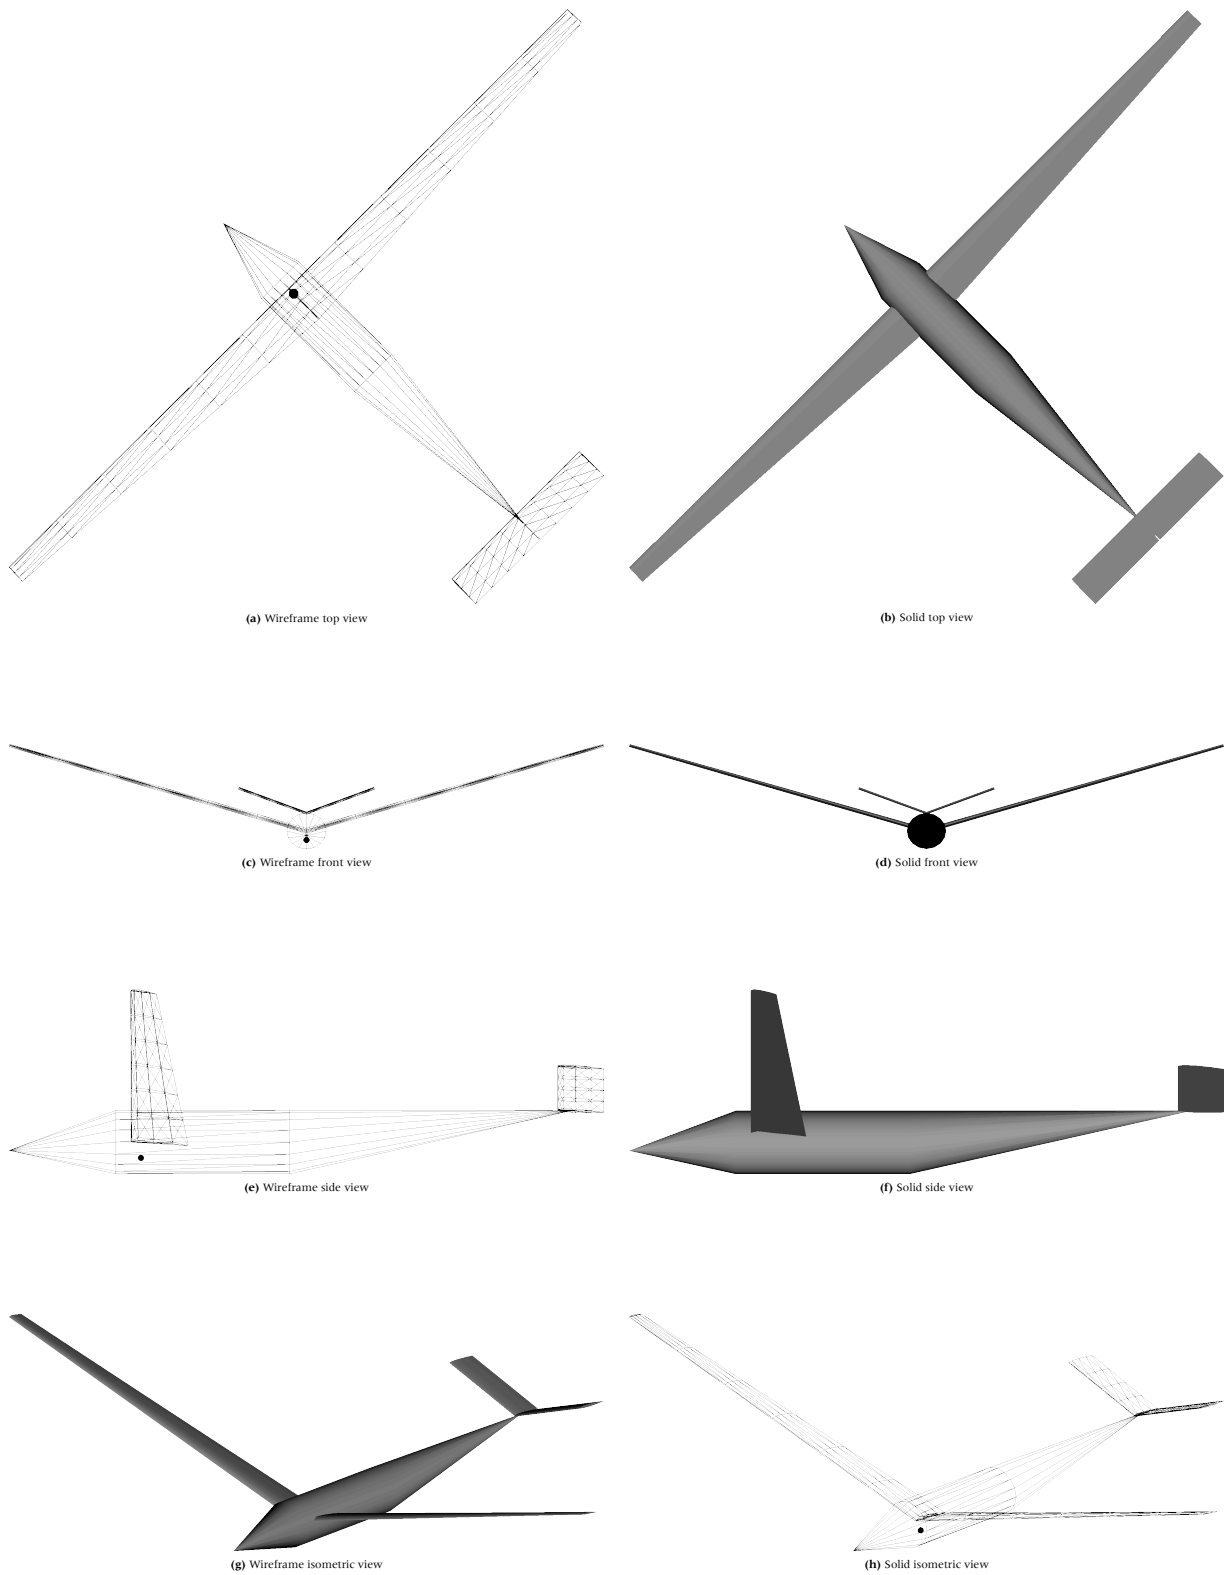 (a) Wireframe top view
(b) Solid top view
(c) Wireframe front view
(d) Solid front view
(e) Wireframe side view
(f) Solid side view
(g) Wireframe isometric view
(h) Solid isometric view